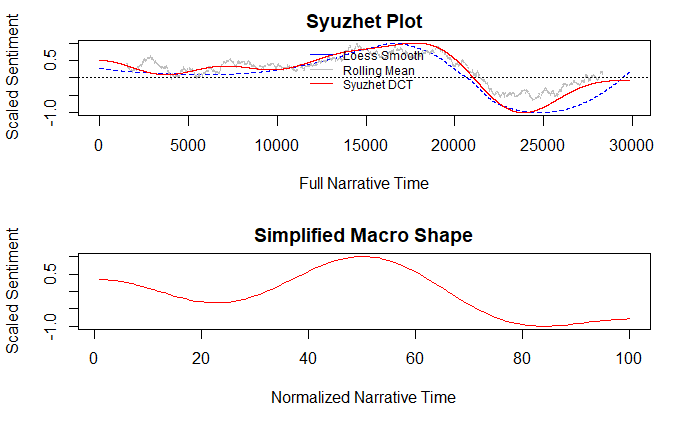 Syuzhet Plot
Scaled Sentiment
0.5
-1.0
Loess Smooth
Rolling Mean
Syuzhet DCT
0 5000 10000 15000 20000 25000 30000
Full Narrative Time
Simplified Macro Shape
Scaled Sentiment
0.5
-1.0
0 20 40 60 80 100
Normalized Narrative Time